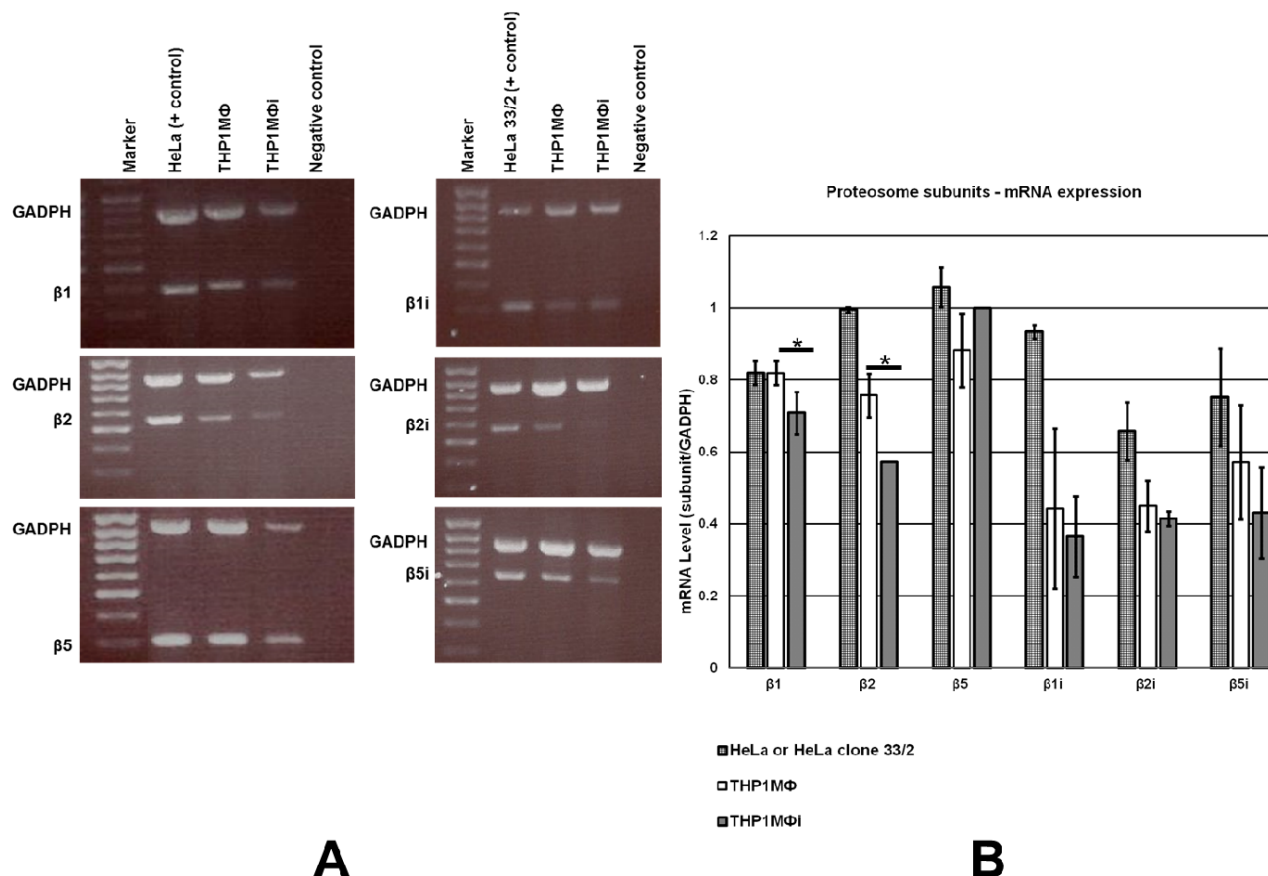 Marker
HeLa (+ control)
THP1MΦ
THP1MΦi
Negative control
GADPH
β1
GADPH
β2
GADPH
β5
Marker
HeLa 33/2 (+ control)
THP1MΦ
THP1MΦi
Negative control
GADPH
β1i
GADPH
β2i
GADPH
β5i
A
Proteosome subunits - mRNA expression
mRNA Level (subunit/GADPH)
1.2
1
0.8
0.6
0.4
0.2
0
*
*
β1 β2 β5 β1i β2i β5i
HeLa or HeLa clone 33/2
THP1MΦ
THP1MΦi
B